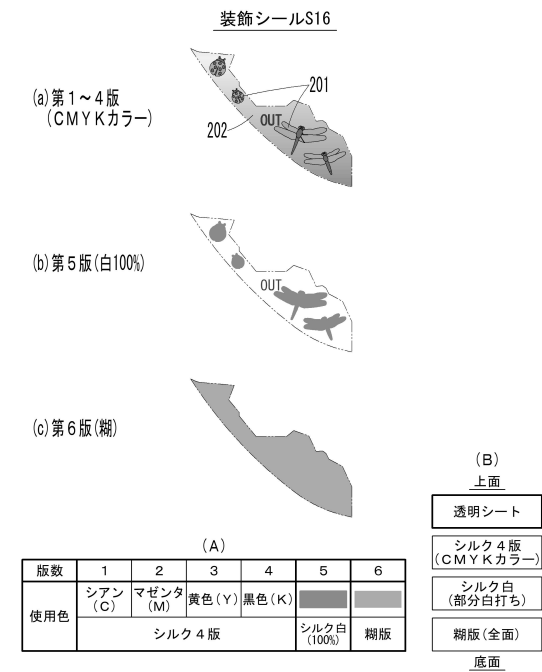 装飾シールS16
(a)第1~4版
(CMYKカラー)
201
202
OUT
(b)第5版(白100%)
OUT
(c)第6版(糊)
(A)
版数 1 2 3 4 5 6
使用色 シアン(C) マゼンタ(M) 黄色(Y) 黒色(K)
シルク4版 シルク白(100%) 糊版
(B)
上面
透明シート
シルク4版
(CMYKカラー)
シルク白
(部分白打ち)
糊版(全面)
底面